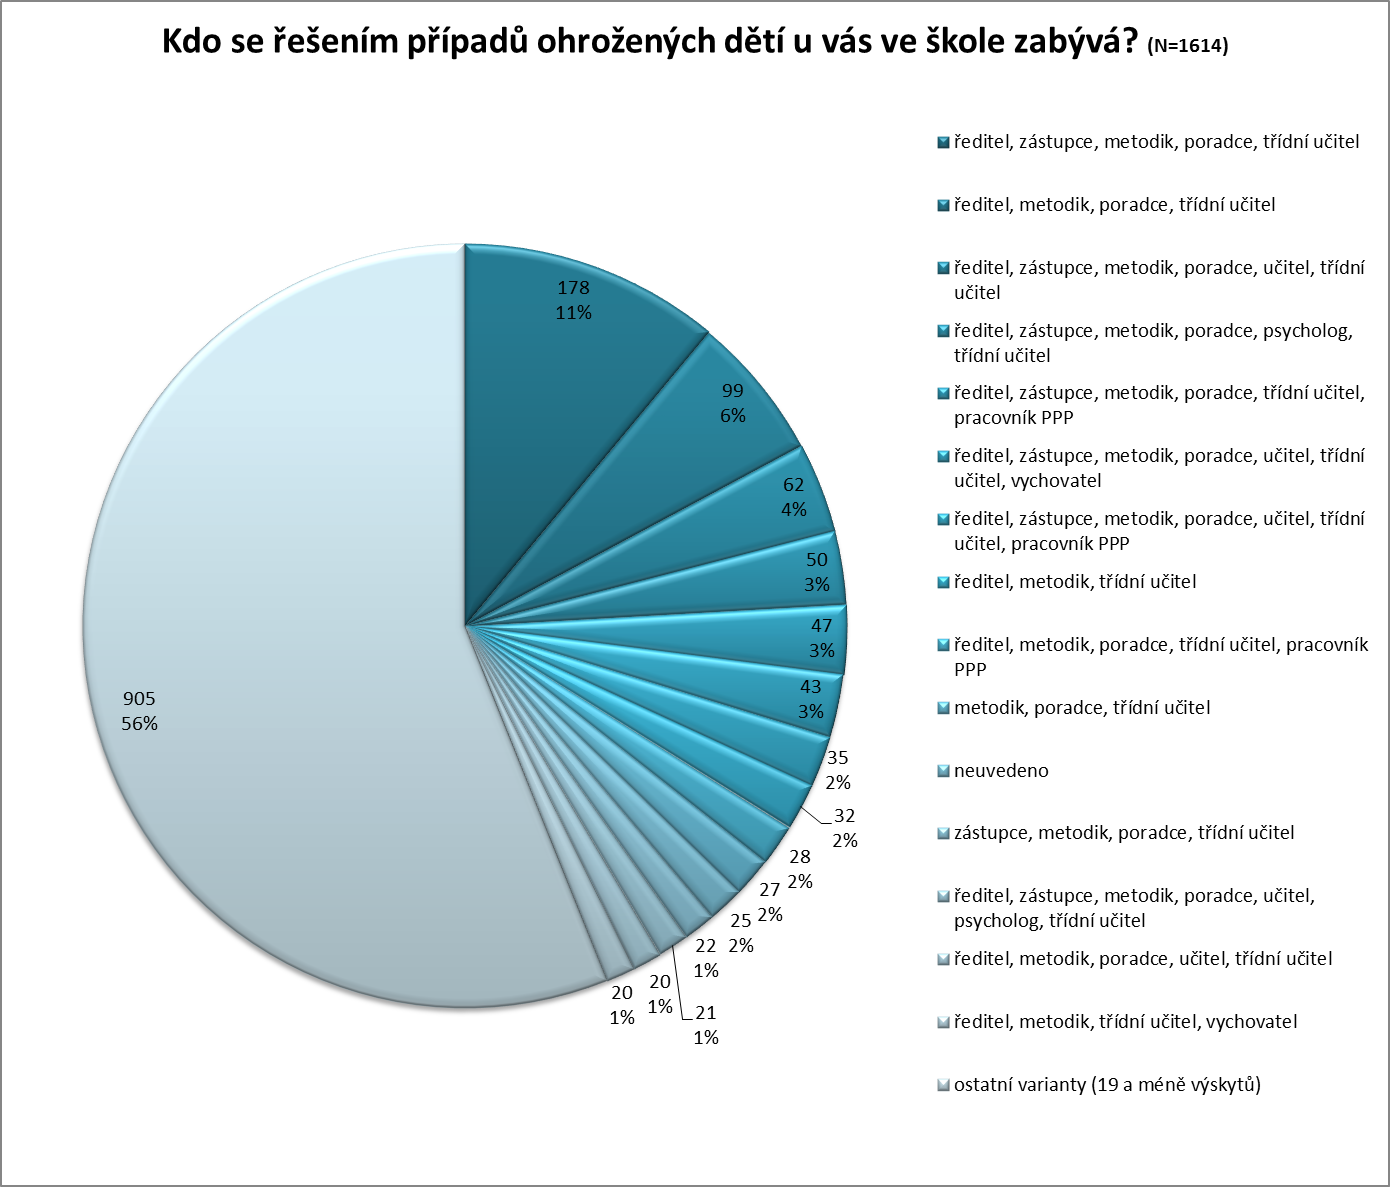 Kdo se řešením případů ohrožených dětí u vás ve škole zabývá? (N=1614)
178
11%
99
6%
62
4%
50
3%
47
3%
43
3%
35
2%
32
2%
28
2%
27
2%
25
2%
22
1%
21
1%
20
1%
20
1%
905
56%
ředitel, zástupce, metodik, poradce, třídní učitel
ředitel, metodik, poradce, třídní učitel
ředitel, zástupce, metodik, poradce, učitel, třídní
učitel
ředitel, zástupce, metodik, poradce, psycholog,
třídní učitel
ředitel, zástupce, metodik, poradce, třídní učitel,
pracovník PPP
ředitel, zástupce, metodik, poradce, učitel, třídní
učitel, vychovatel
ředitel, zástupce, metodik, poradce, učitel, třídní
učitel, pracovník PPP
ředitel, metodik, třídní učitel
ředitel, metodik, poradce, třídní učitel, pracovník
PPP
metodik, poradce, třídní učitel
neuvedeno
zástupce, metodik, poradce, třídní učitel
ředitel, zástupce, metodik, poradce, učitel,
psycholog, třídní učitel
ředitel, metodik, poradce, učitel, třídní učitel
ředitel, metodik, třídní učitel, vychovatel
ostatní varianty (19 a méně výskytů)